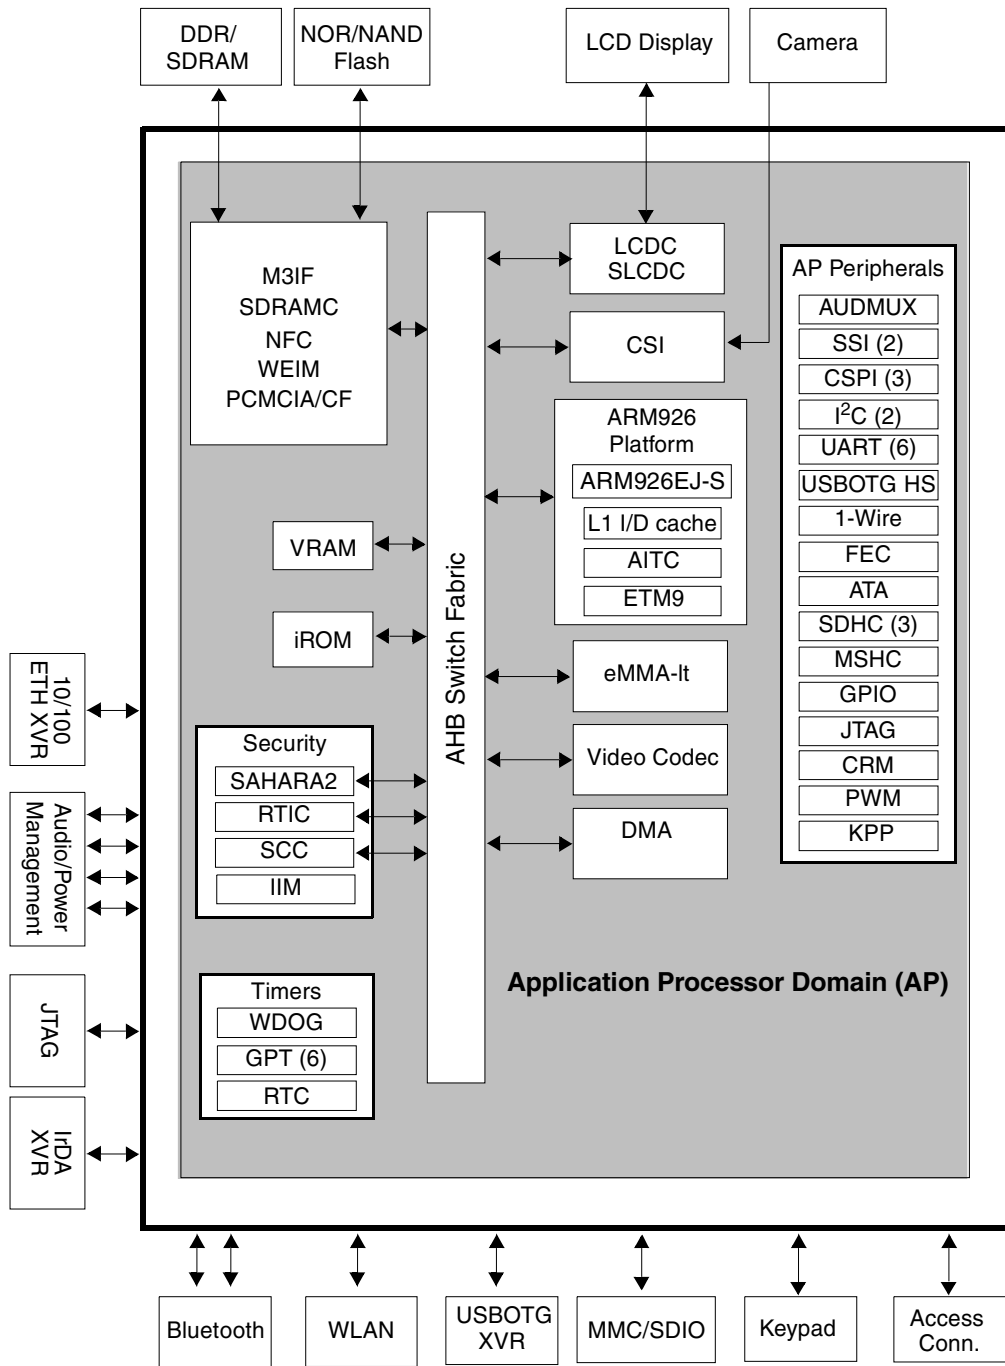 DDR/
SDRAM
NOR/NAND
Flash
LCD Display
Camera
M3IF
SDRAMC
NFC
WEIM
PCMCIA/CF
VRAM
iROM
Security
SAHARA2
RTIC
SCC
IIM
Timers
WDOG
GPT (6)
RTC
AHB Switch Fabric
LCDC
SLCDC
CSI
ARM926
Platform
ARM926EJ-S
L1 I/D cache
AITC
ETM9
eMMA-lt
Video Codec
DMA
AP Peripherals
AUDMUX
SSI (2)
CSPI (3)
I²C (2)
UART (6)
USBOTG HS
1-Wire
FEC
ATA
SDHC (3)
MSHC
GPIO
JTAG
CRM
PWM
KPP
Application Processor Domain (AP)
10/100
ETH XVR
Audio/Power
Management
JTAG
IrDA
XVR
Bluetooth
WLAN
USBOTG
XVR
MMC/SDIO
Keypad
Access
Conn.